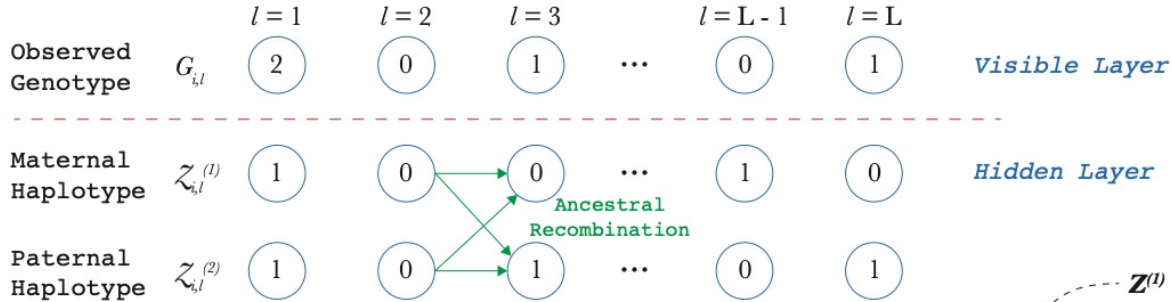 l = 1 l = 2 l = 3 l = L - 1 l = L
Observed Genotype G_{i,l} 2 0 1 ... 0 1 Visible Layer
Maternal Haplotype Z_{i,l}^{(1)} 1 0 0 ... 1 0 Hidden Layer
Ancestral
Recombination
Paternal Haplotype Z_{i,l}^{(2)} 1 0 1 ... 0 1
Z^{(1)}